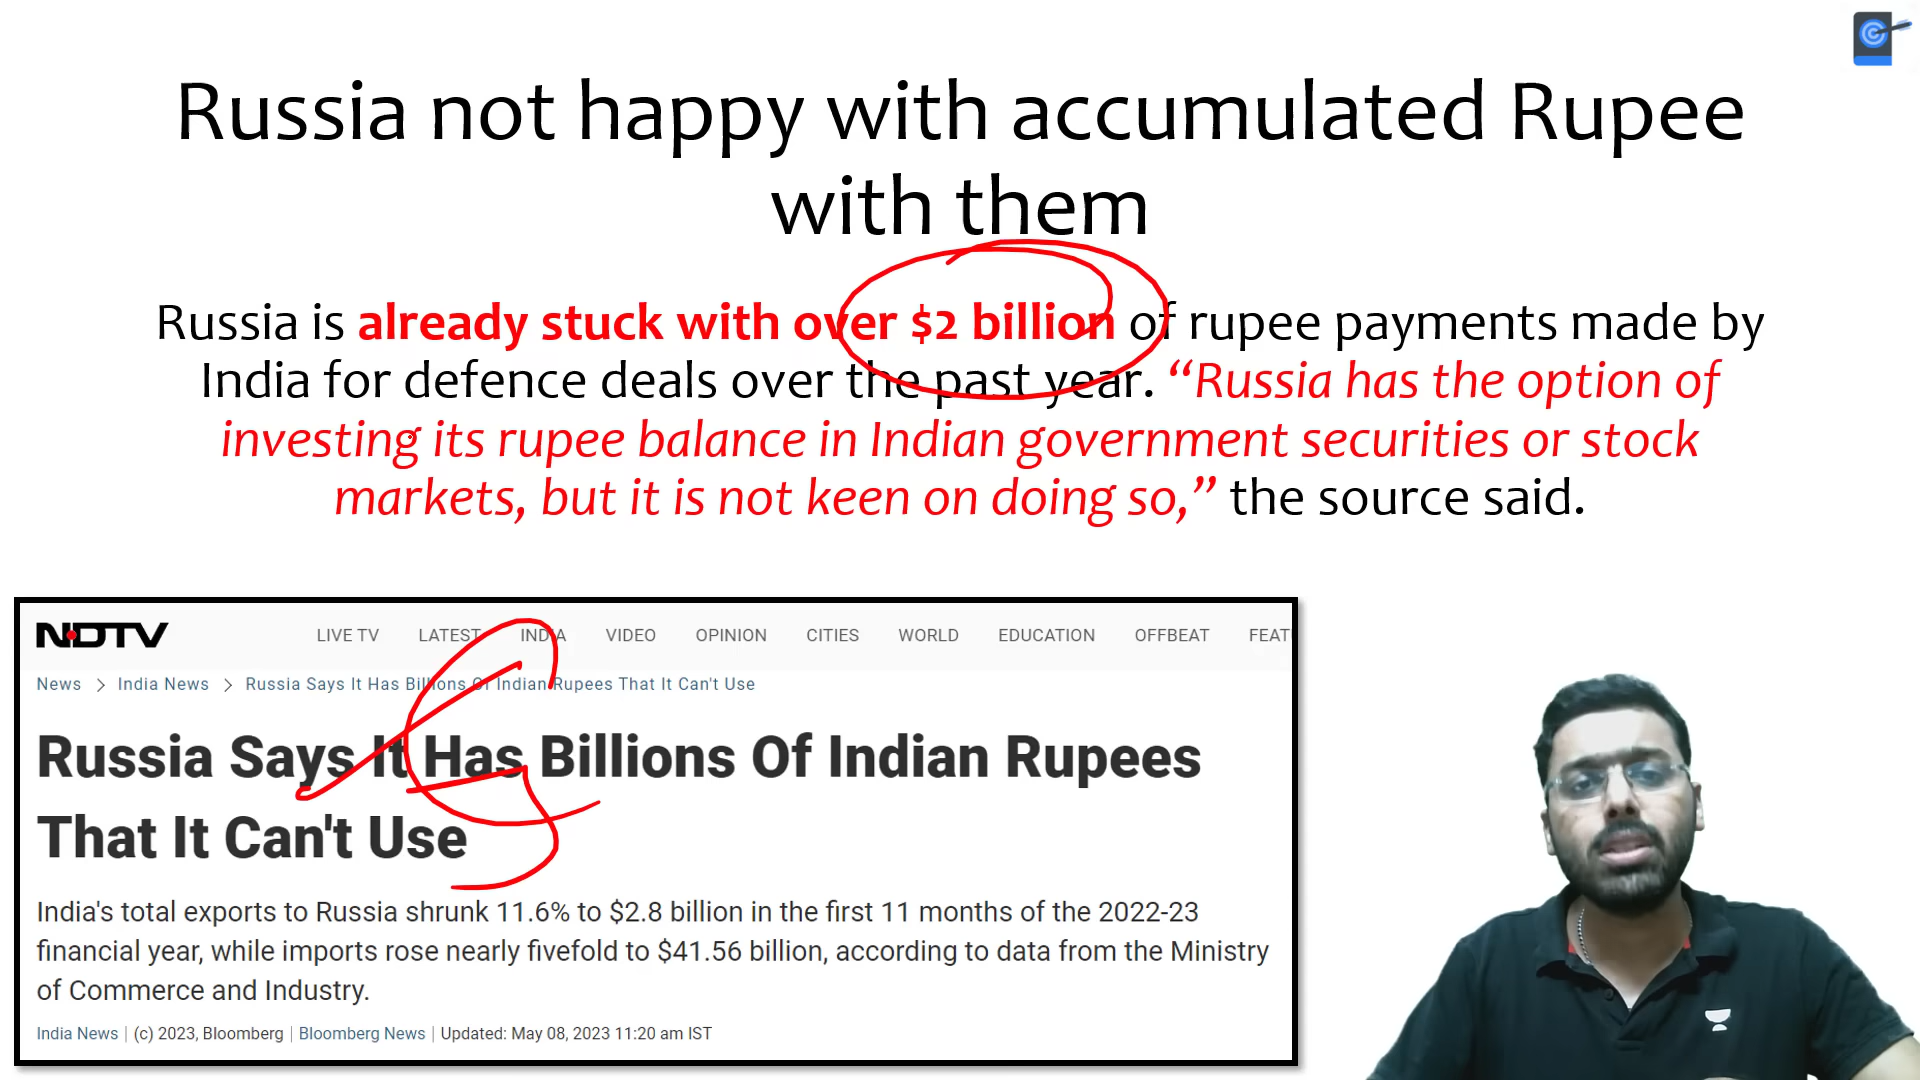 Russia not happy with accumulated Rupee
with them
Russia is already stuck with over $2 billion of rupee payments made by
India for defence deals over the past year. “Russia has the option of
investing its rupee balance in Indian government securities or stock
markets, but it is not keen on doing so,” the source said.
NDTV
LIVE TV LATEST INDIA VIDEO OPINION CITIES WORLD EDUCATION OFFBEAT FEAT
News > India News > Russia Says It Has Billions Of Indian Rupees That It Can't Use
Russia Says It Has Billions Of Indian Rupees
That It Can't Use
India's total exports to Russia shrunk 11.6% to $2.8 billion in the first 11 months of the 2022-23
financial year, while imports rose nearly fivefold to $41.56 billion, according to data from the Ministry
of Commerce and Industry.
India News | (c) 2023, Bloomberg | Bloomberg News | Updated: May 08, 2023 11:20 am IST